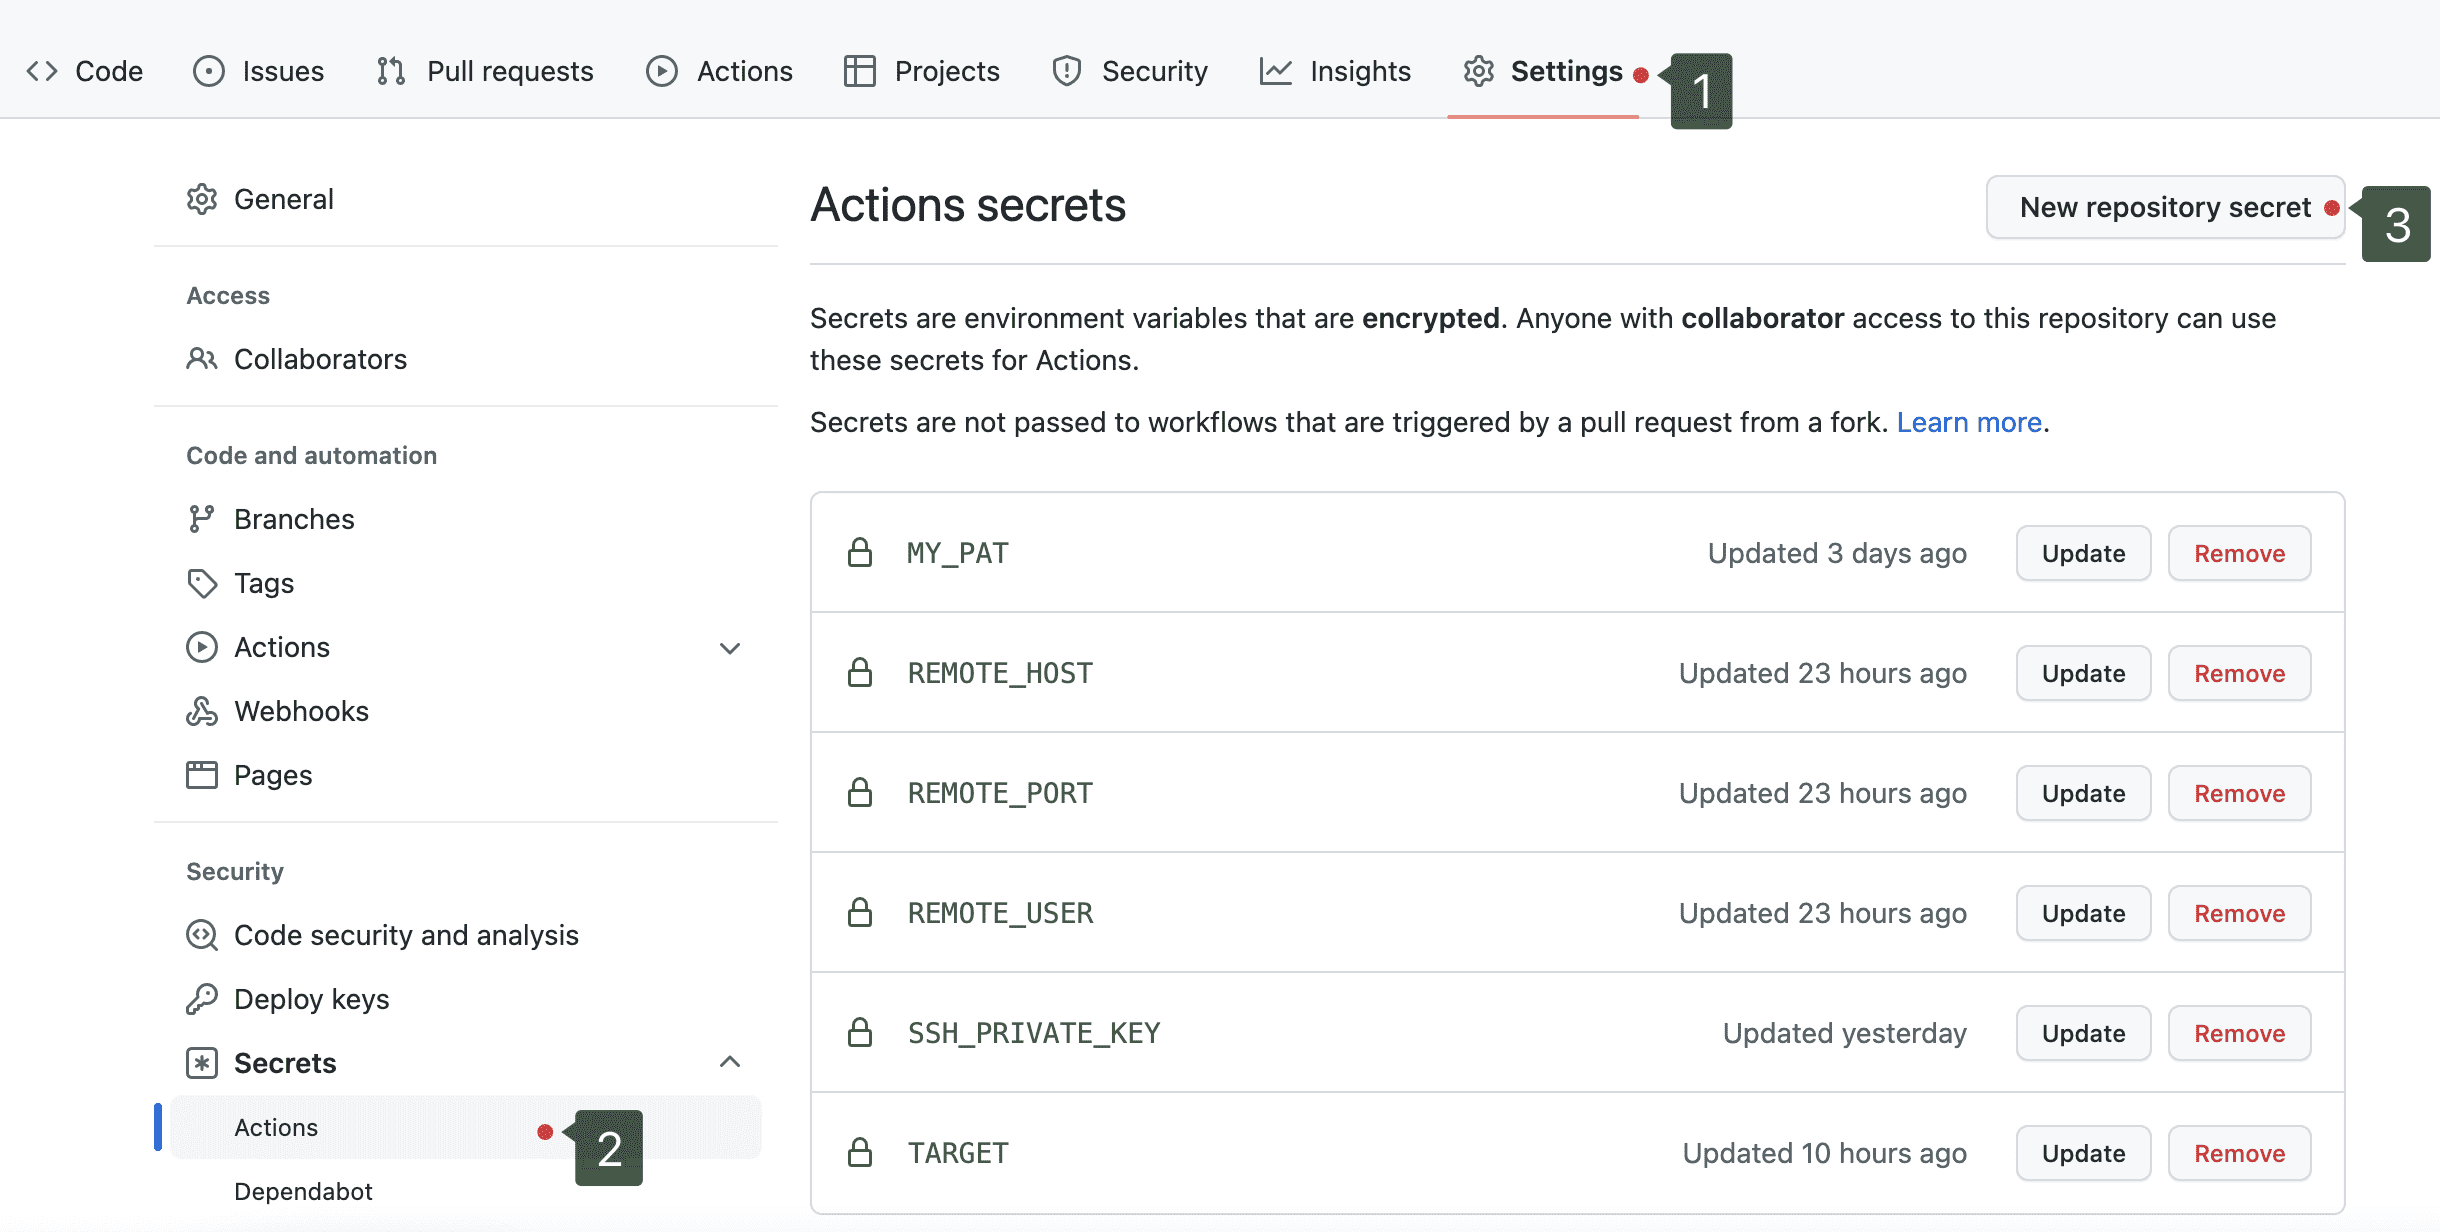 Code Issues Pull requests Actions Projects Security Insights Settings 1
General
Access
Collaborators
Code and automation
Branches
Tags
Actions
Webhooks
Pages
Security
Code security and analysis
Deploy keys
Secrets
Actions 2
Dependabot
Actions secrets
New repository secret 3
Secrets are environment variables that are encrypted. Anyone with collaborator access to this repository can use
these secrets for Actions.
Secrets are not passed to workflows that are triggered by a pull request from a fork. Learn more.
MY_PAT Updated 3 days ago Update Remove
REMOTE_HOST Updated 23 hours ago Update Remove
REMOTE_PORT Updated 23 hours ago Update Remove
REMOTE_USER Updated 23 hours ago Update Remove
SSH_PRIVATE_KEY Updated yesterday Update Remove
TARGET Updated 10 hours ago Update Remove